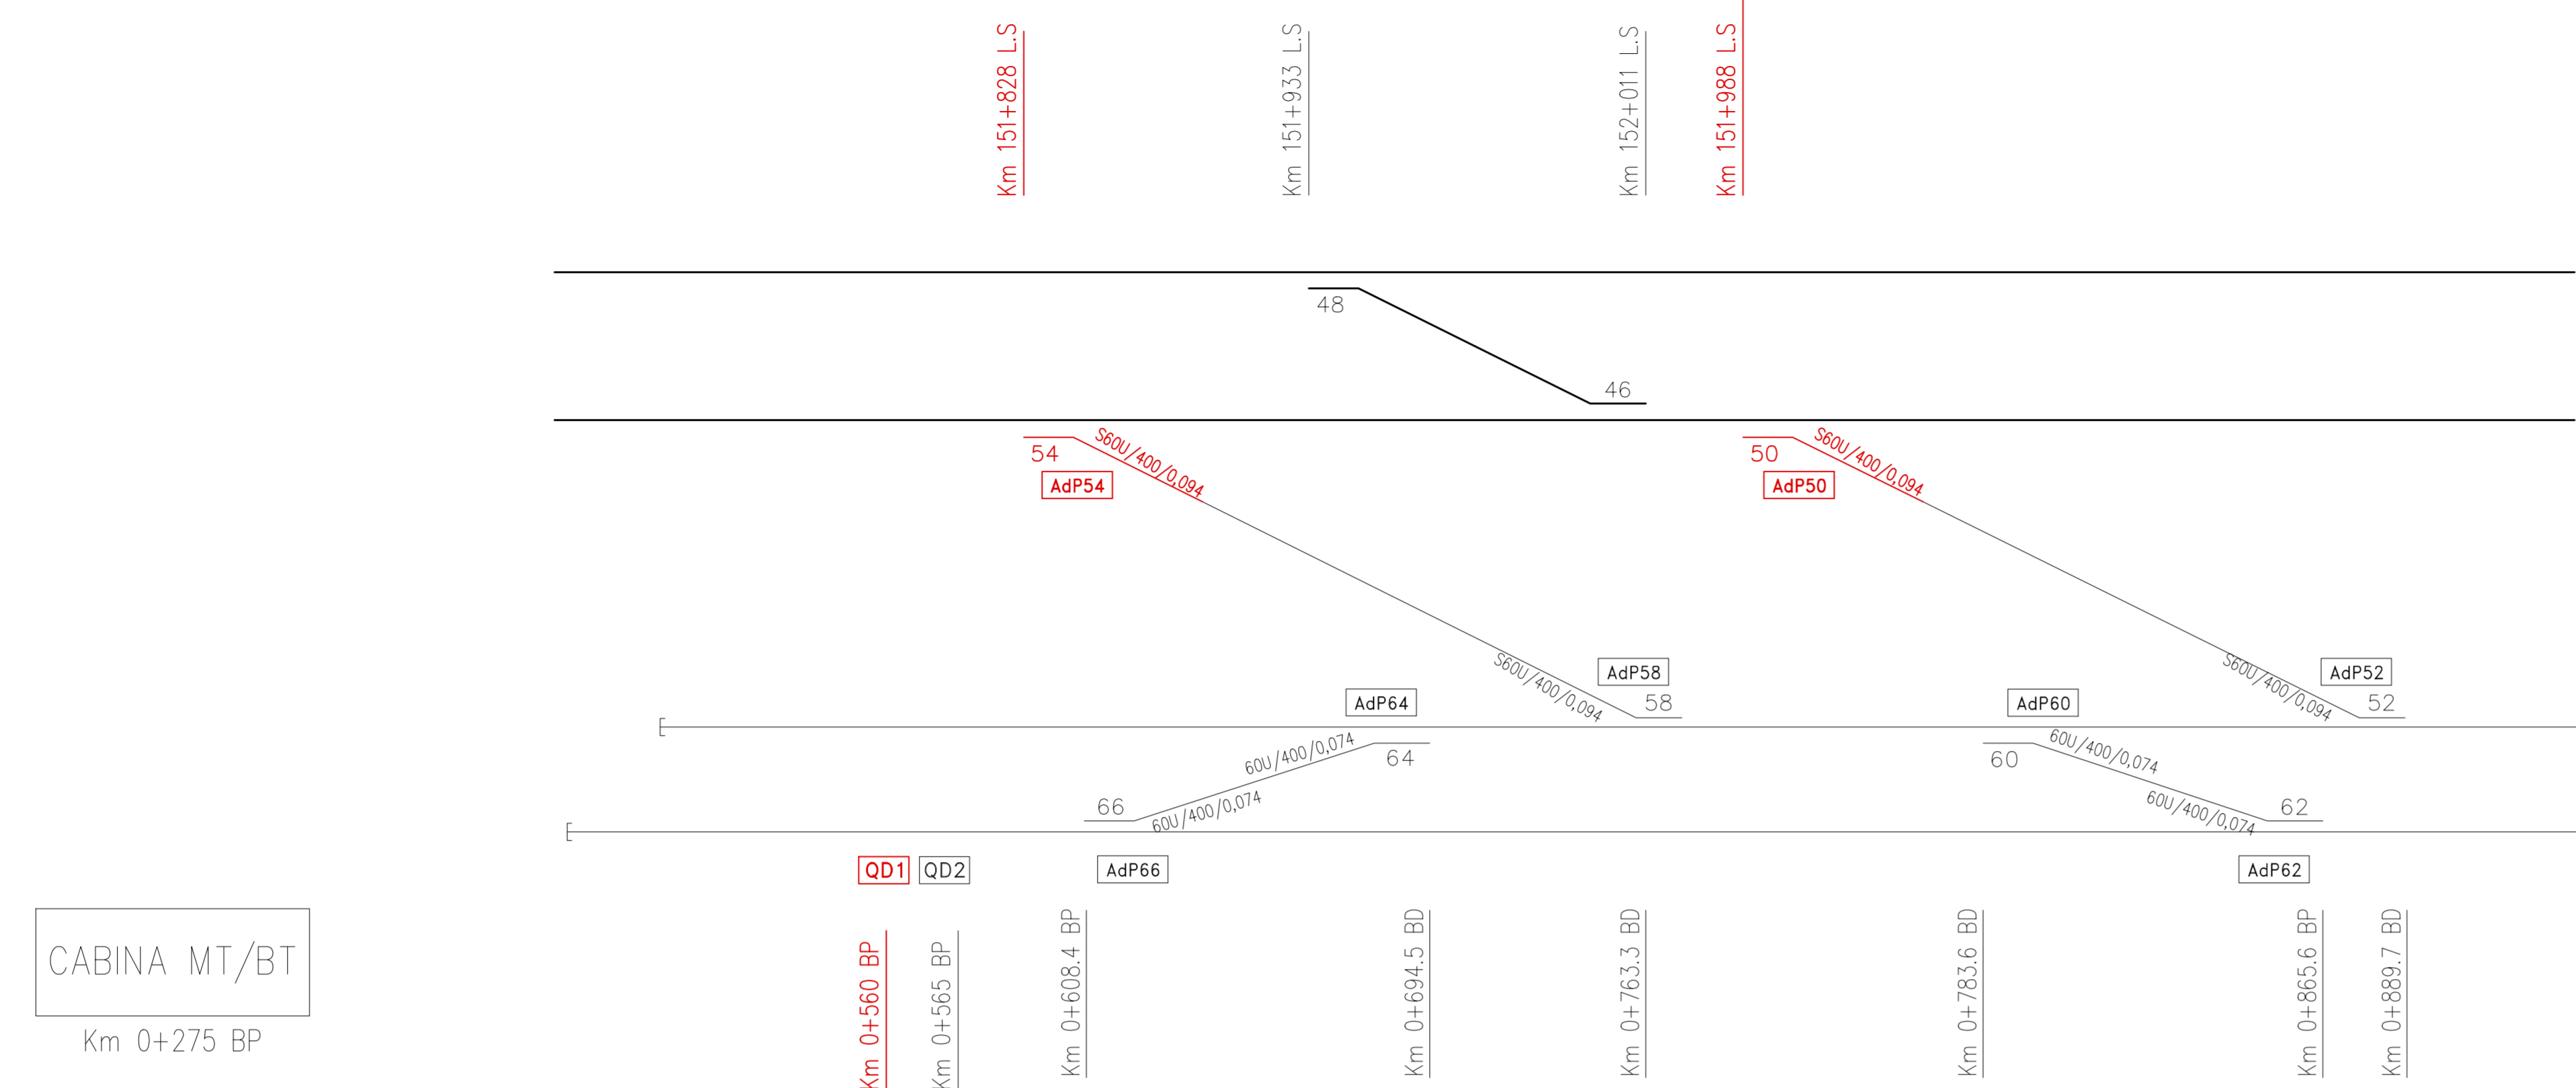 Km 151+828 L.S
Km 151+933 L.S
Km 152+011 L.S
Km 151+988 L.S
48
46
54
S60U/400/0,094
AdP54
50
S60U/400/0,094
AdP50
S60U/400/0,094
AdP58
58
S60U/400/0,094
AdP52
52
AdP64
60U/400/0,074
64
AdP60
60
60U/400/0,074
66
60U/400/0,074
60U/400/0,074
62
QD1
QD2
AdP66
AdP62
CABINA MT/BT
Km 0+275 BP
Km 0+560 BP
Km 0+565 BP
Km 0+608.4 BP
Km 0+694.5 BD
Km 0+763.3 BD
Km 0+783.6 BD
Km 0+865.6 BP
Km 0+889.7 BD